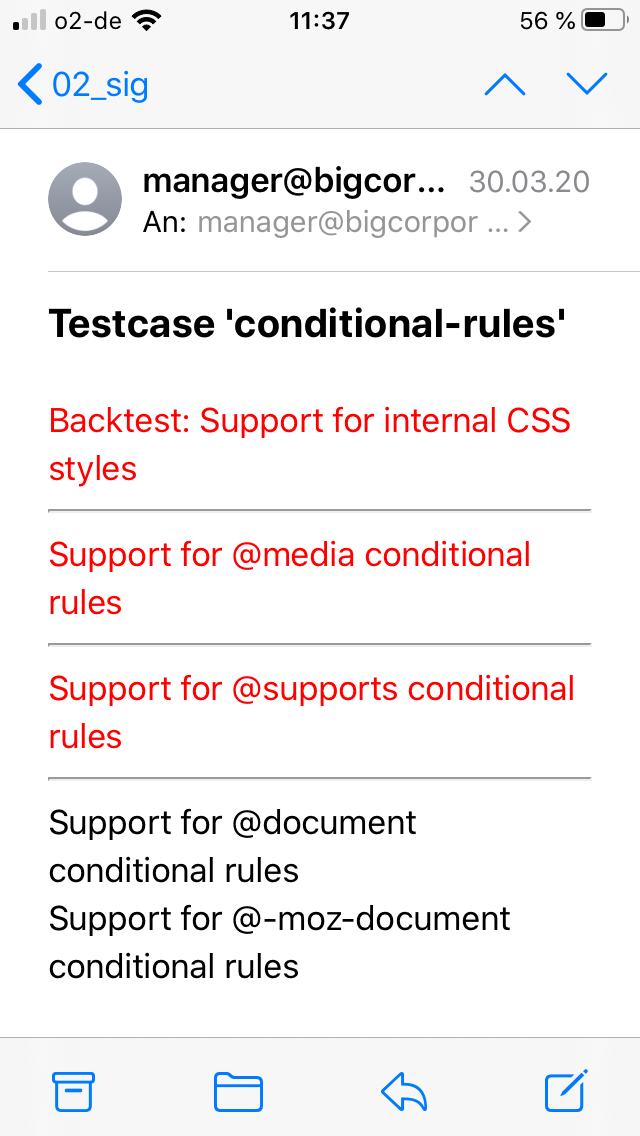 o2-de 11:37 56 %
02_sig
manager@bigcor... 30.03.20
An: manager@bigcorpor ...
Testcase 'conditional-rules'
Backtest: Support for internal CSS
styles
Support for @media conditional
rules
Support for @supports conditional
rules
Support for @document
conditional rules
Support for @-moz-document
conditional rules